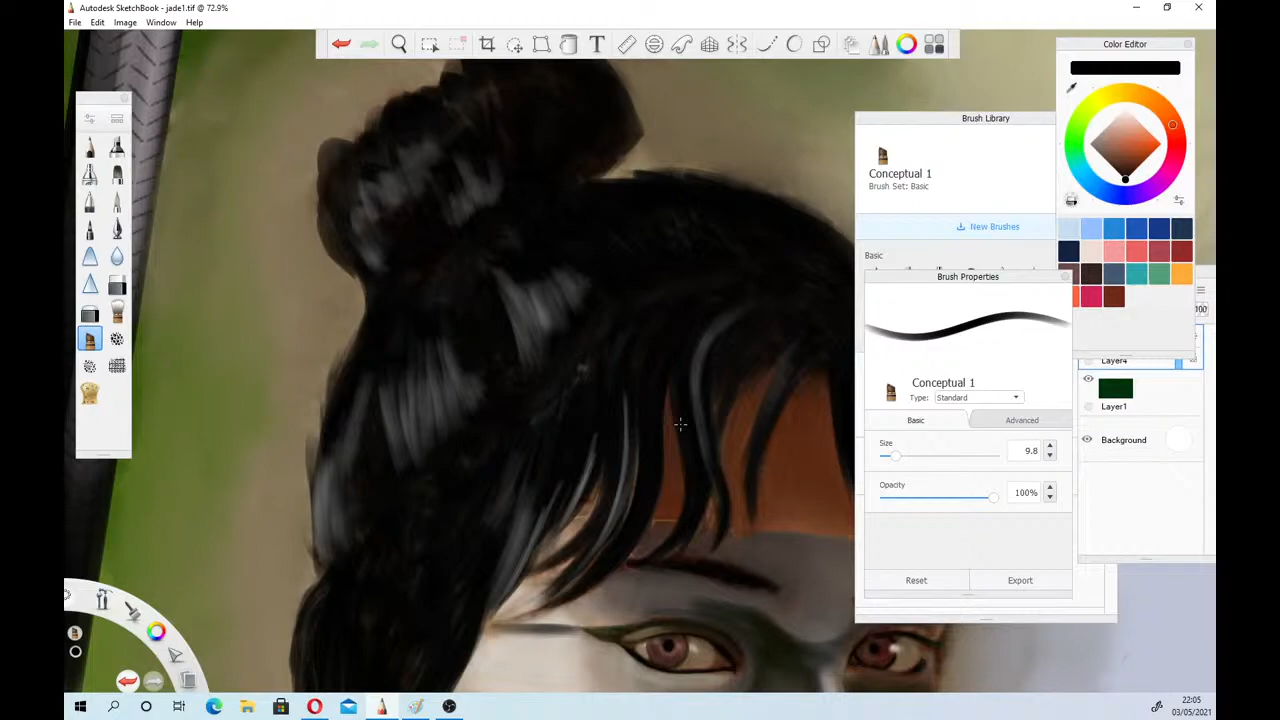 Autodesk SketchBook - jade1.tif @ 72.9%
File Edit Image Window Help
Color Editor
Brush Library
Conceptual 1
Brush Set: Basic
New Brushes
Basic
Brush Properties
Conceptual 1
Type: Standard
Basic Advanced
Size
9.8
Opacity
100%
Reset Export
100
Layer4
Layer1
Background
22:05
03/05/2021